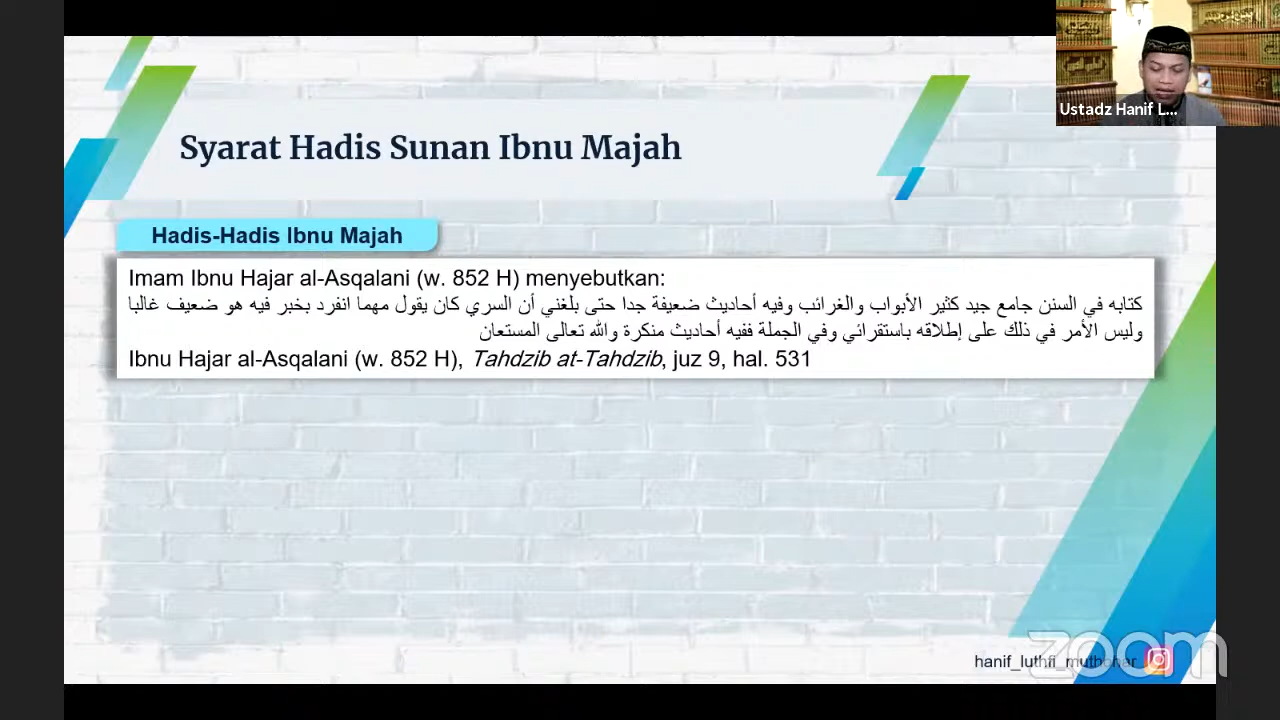 Ustadz Hanif L...
Syarat Hadis Sunan Ibnu Majah
Hadis-Hadis Ibnu Majah
Imam Ibnu Hajar al-Asqalani (w. 852 H) menyebutkan:
كتابه في السنن جامع جيد كثير الأبواب والغرائب وفيه أحاديث ضعيفة جدا حتى بلغني أن السري كان يقول مهما انفرد بخبر فيه هو ضعيف غالبا
وليس الأمر في ذلك على إطلاقه باستقرائي وفي الجملة ففيه أحاديث منكرة والله تعالى المستعان
Ibnu Hajar al-Asqalani (w. 852 H), Tahdzib at-Tahdzib, juz 9, hal. 531
hanif_luthfi_muthohar
zoom